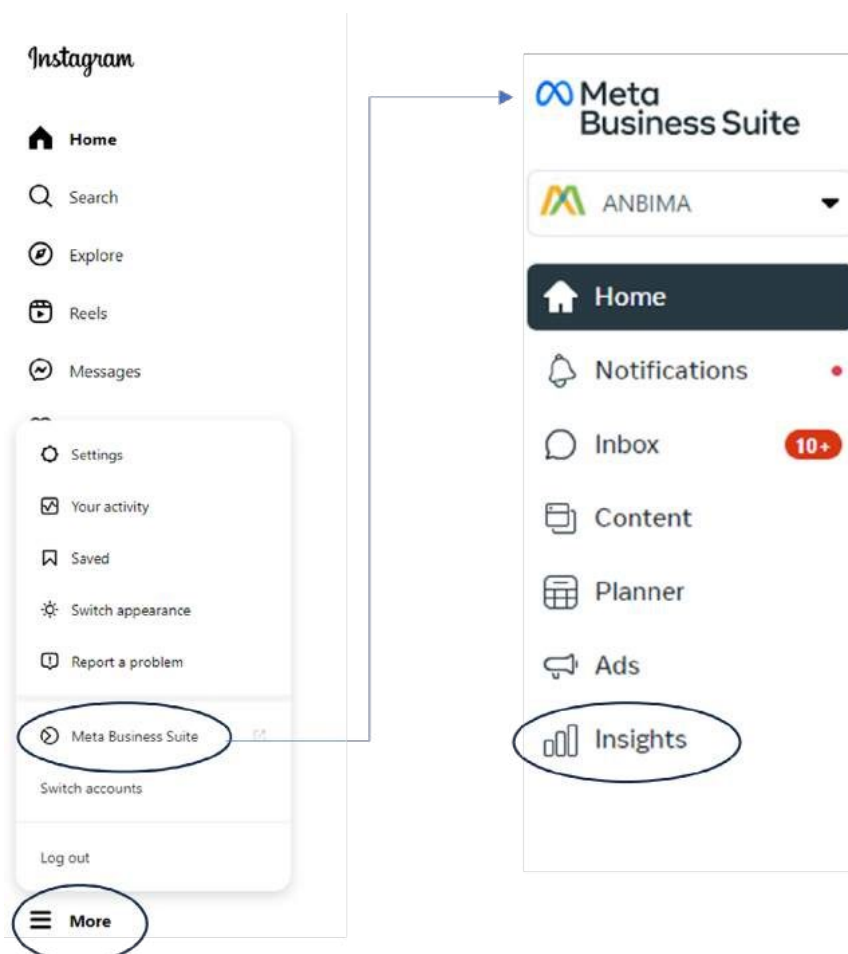 Instagram
Home
Search
Explore
Reels
Messages
Settings
Your activity
Saved
Switch appearance
Report a problem
Meta Business Suite
Switch accounts
Log out
More
Meta
Business Suite
ANBIMA
Home
Notifications
Inbox 10+
Content
Planner
Ads
Insights